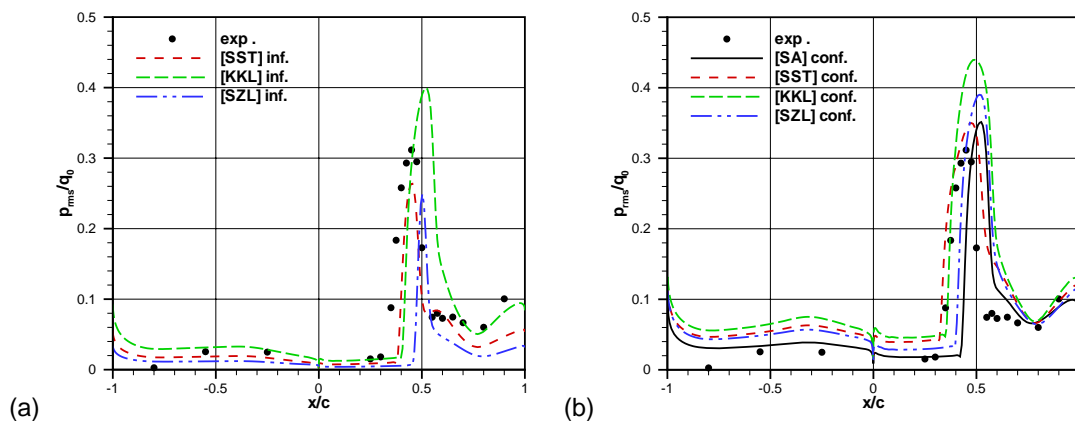 0.5
0.4
0.3
0.2
0.1
0
-1
-0.5
0
0.5
1
x/c
p_rms/q_0
exp .
[SST] inf.
[KKL] inf.
[SZL] inf.
(a)
0.5
0.4
0.3
0.2
0.1
0
-1
-0.5
0
0.5
x/c
p_rms/q_0
exp .
[SA] conf.
[SST] conf.
[KKL] conf.
[SZL] conf.
(b)